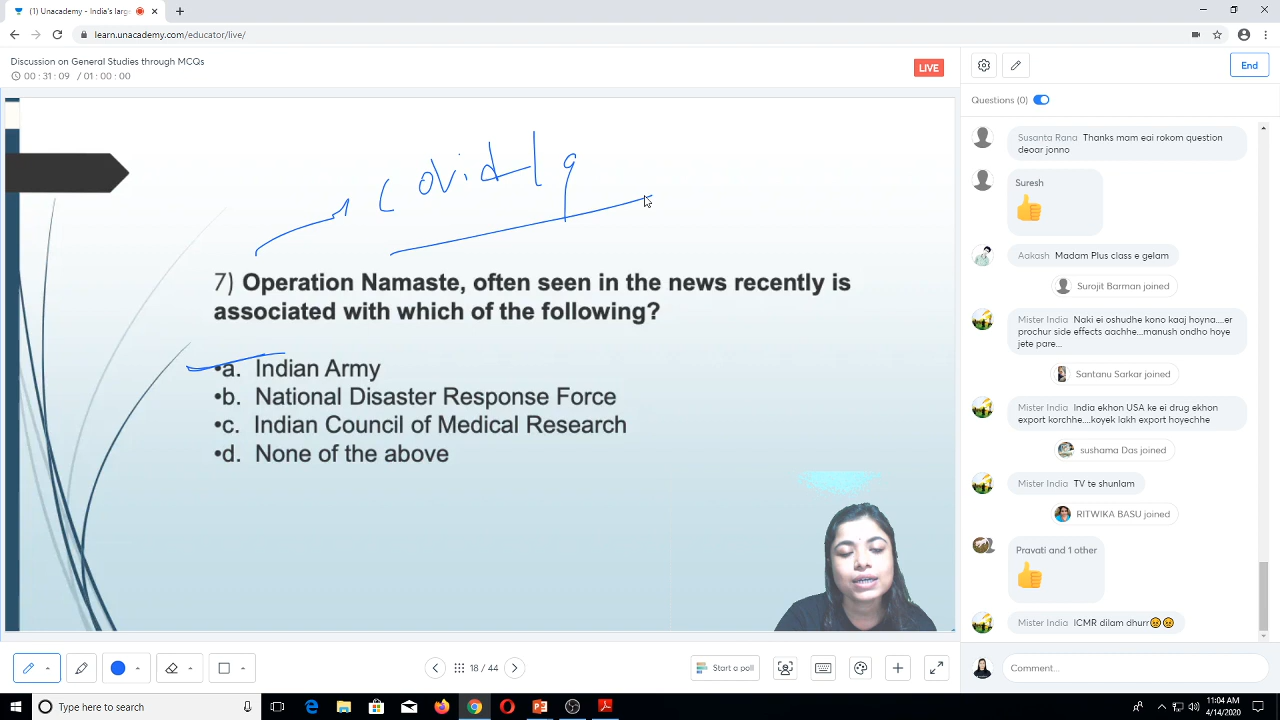 (1) Unacademy - India's larg
learn.unacademy.com/educator/live/
Discussion on General Studies through MCQs
00 : 31 : 09 / 01 : 00 : 00
LIVE
End
Questions (0)
Covid-19
7) Operation Namaste, often seen in the news recently is
associated with which of the following?
•a. Indian Army
•b. National Disaster Response Force
•c. Indian Council of Medical Research
•d. None of the above
Susanta Rana Thanks mam eai rokom question
deoar jonno
Suresh
👍
Aakash Madam Plus class e gelam
Surojit Barman joined
Mister India Naki ei oshudhe kono kaaj hoyna....er
prochur side effects aachhe...manush ondho hoye
jete pare...
Santanu Sarkar joined
Mister India India ekhon USA ke ei drug ekhon
export korchhe....koyek lakh export hoyechhe
sushama Das joined
Mister India TV te shunlam
RITWIKA BASU joined
Pravati and 1 other
👍
Mister India ICMR dilam dhurr😡😡
18 / 44
Start a poll
Comment...
Type here to search
11:04 AM
4/14/2020